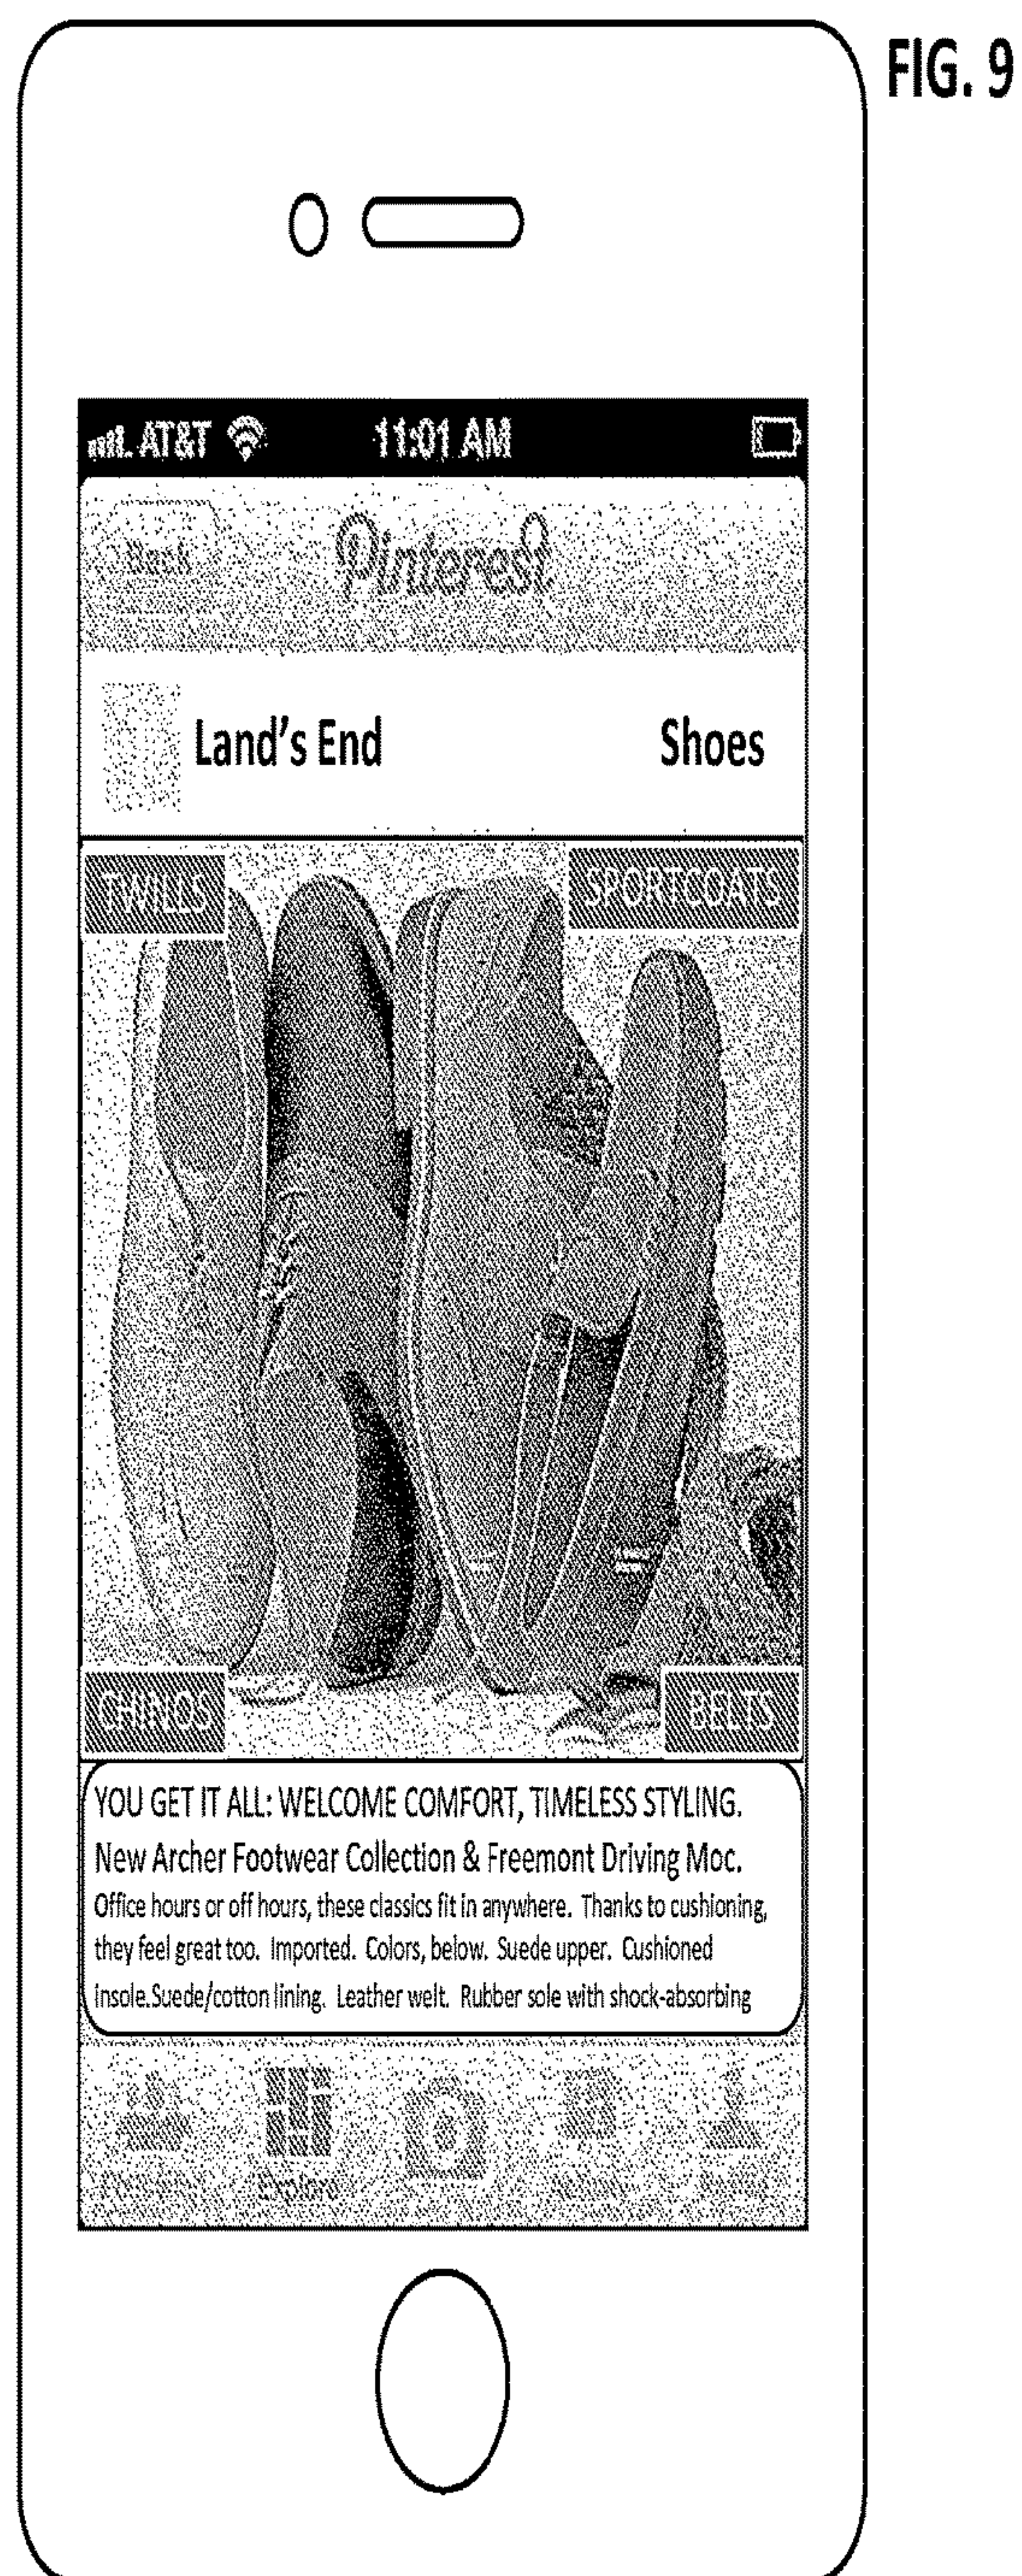 FIG. 9
AT&T 11:01 AM
Back Pinterest
Land's End Shoes
TWILLS SPORTCOATS
CHINOS BELTS
YOU GET IT ALL: WELCOME COMFORT, TIMELESS STYLING.
New Archer Footwear Collection & Freemont Driving Moc.
Office hours or off hours, these classics fit in anywhere. Thanks to cushioning,
they feel great too. Imported. Colors, below. Suede upper. Cushioned
insole.Suede/cotton lining. Leather welt. Rubber sole with shock-absorbing
Explore